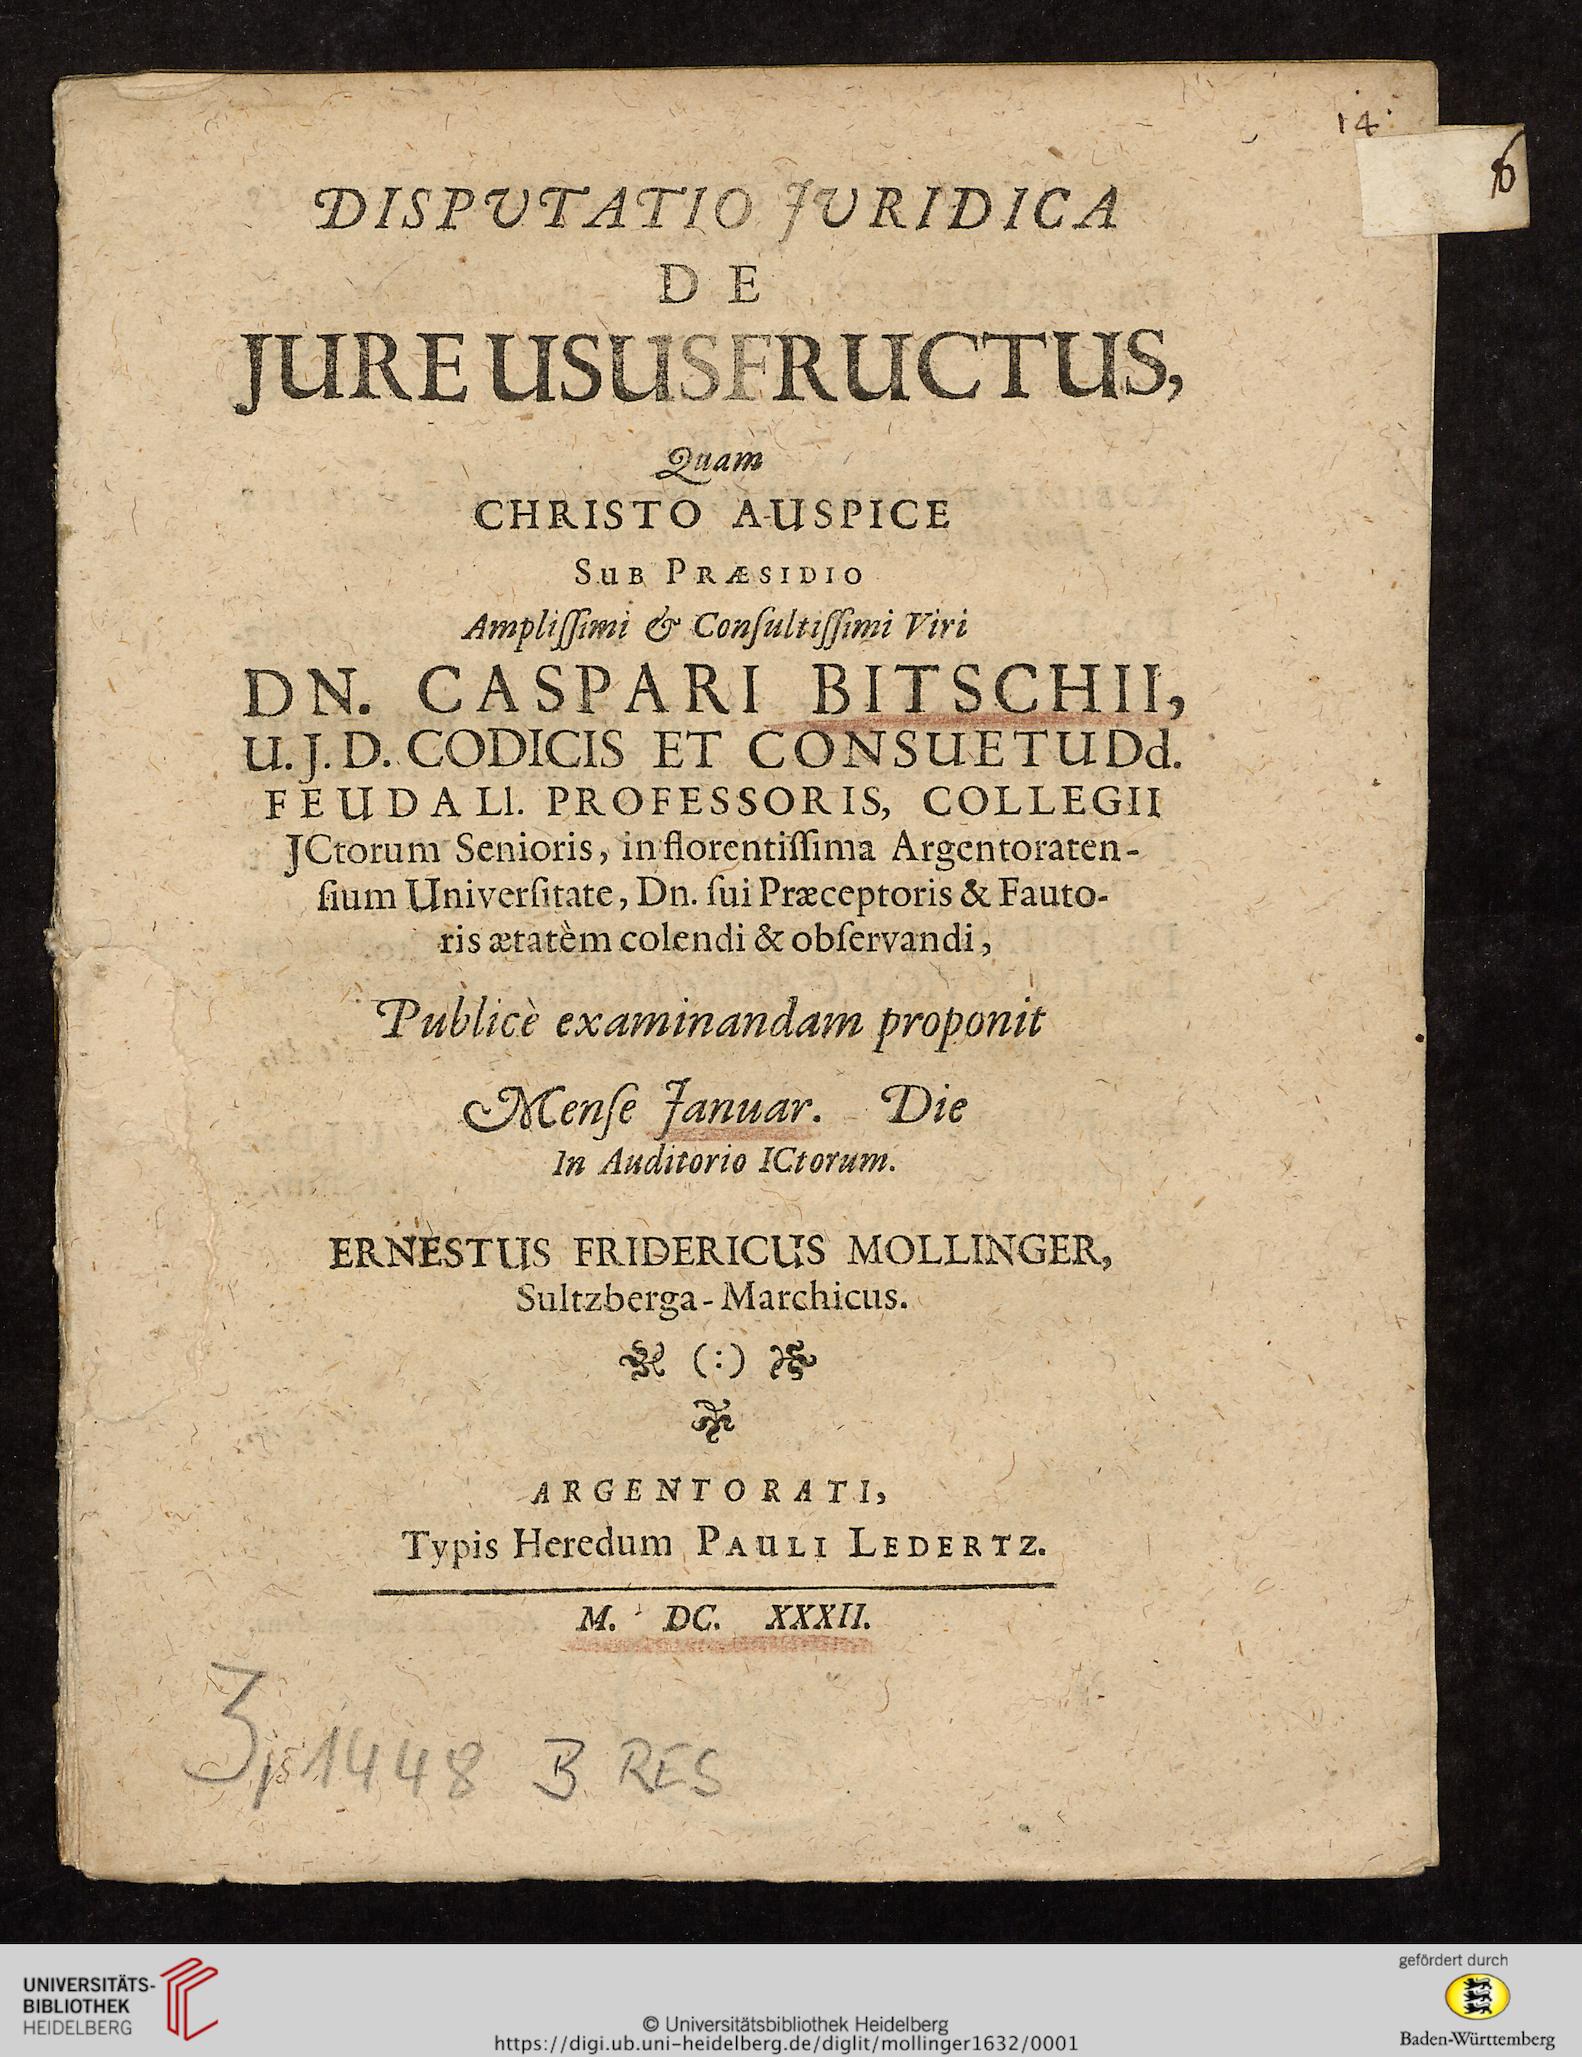 14.
16
DISPUTATIO JURIDICA
DE
JURE USUSFRUCTUS,
Quam
CHRISTO AUSPICE
SUB PRÆSIDIO
Ampliſſimi & Conſultiſſimi Viri
DN. CASPARI BITSCHII,
U. J. D. CODICIS ET CONSUETUDd.
FEUDALl. PROFESSORIS, COLLEGII
JCtorum Senioris, in florentiſſima Argentoraten-
ſium Univerſitate, Dn. ſui Præceptoris & Fauto-
ris ætatèm colendi & obſervandi,
Publicè examinandam proponit
Menſe Januar. Die
In Auditorio ICtorum.
ERNESTUS FRIDERICUS MOLLINGER,
Sultzberga-Marchicus.
(:)
ARGENTORATI,
Typis Heredum PAULI LEDERTZ.
M. DC. XXXII.
1448 B RES
UNIVERSITÄTS-
BIBLIOTHEK
HEIDELBERG
© Universitätsbibliothek Heidelberg
https://digi.ub.uni-heidelberg.de/diglit/mollinger1632/0001
gefördert durch
Baden-Württemberg